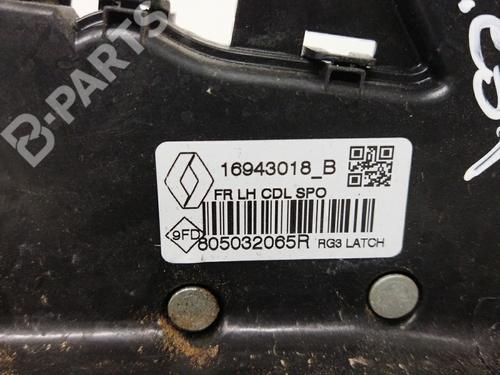 B-PARTS
16943018_B
FR LH CDL SPO
9FD
805032065R RG3 LATCH